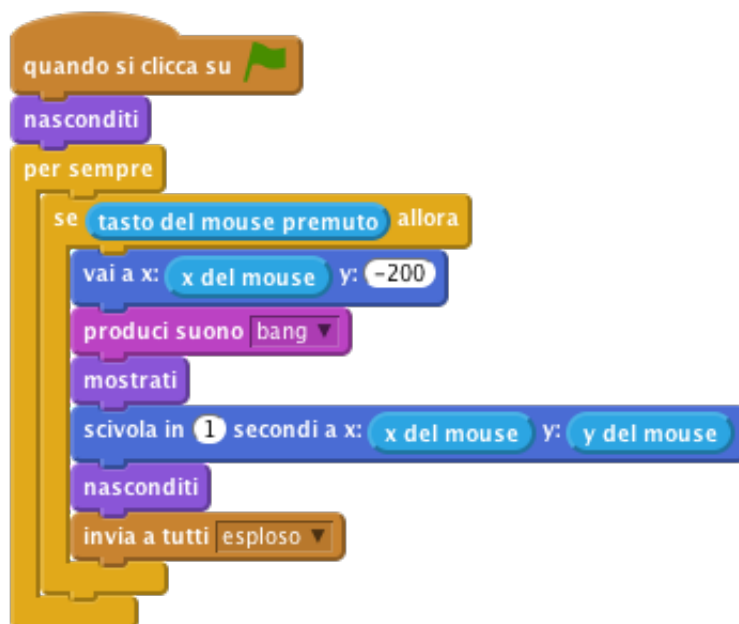 quando si clicca su
nasconditi
per sempre
se tasto del mouse premuto allora
vai a x: x del mouse y: -200
produci suono bang
mostrati
scivola in 1 secondi a x: x del mouse y: y del mouse
nasconditi
invia a tutti esploso